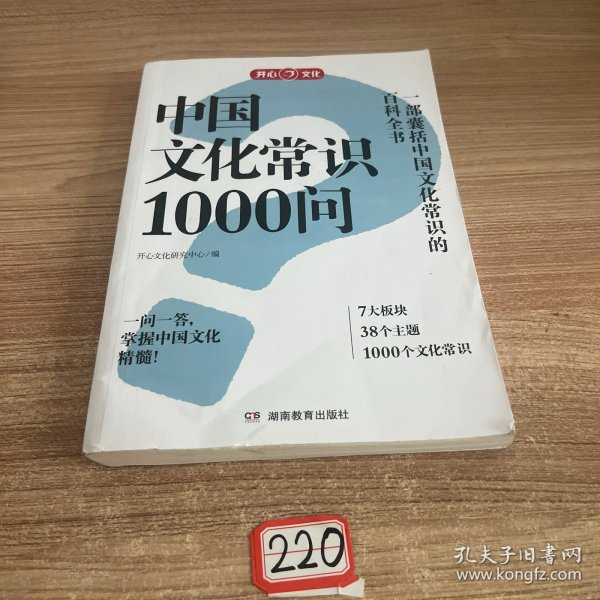 开心 文化
中国
文化常识
1000问
一部囊括中国文化常识的
百科全书
开心文化研究中心/编
一问一答，
掌握中国文化
精髓！
7大板块
38个主题
1000个文化常识
湖南教育出版社
220
孔夫子旧书网
www.kongfz.com